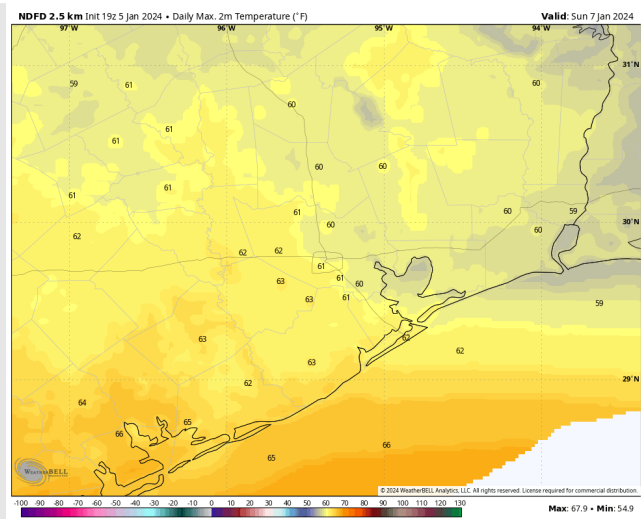 NDFD 2.5 km Init 19z 5 Jan 2024 • Daily Max. 2m Temperature (°F)
Valid: Sun 7 Jan 2024
97°W 96°W 95°W 94°W
31°N
59 61 60 60
61
61
60 60
61
61
61 60 59
62 60 60
30°N
62 62
61
63 61 60
63 61
59
63 62
62
63
29°N
62
64
65
66
65 66
WeatherBELL
© 2024 WeatherBELL Analytics, LLC. All rights reserved. License required for commercial distribution.
-100 -90 -80 -70 -60 -50 -40 -30 -20 -10 0 10 20 30 40 50 60 70 80 90 100 110 120 130
Max: 67.9 • Min: 54.9